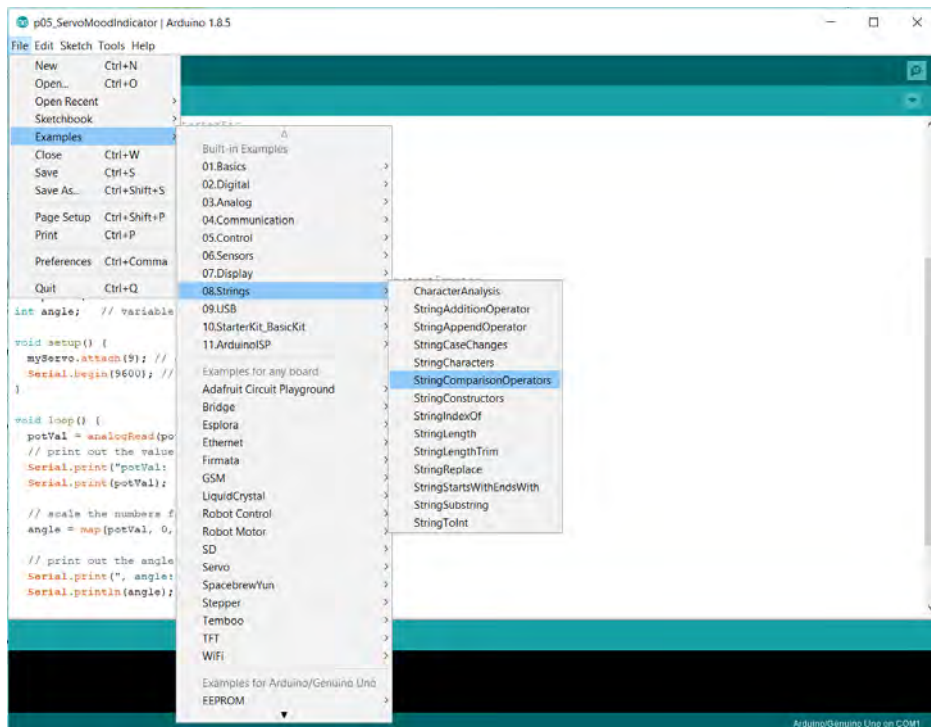 p05_ServoMoodIndicator | Arduino 1.8.5
File Edit Sketch Tools Help
New Ctrl+N
Open... Ctrl+O
Open Recent
Sketchbook
Examples
Close Ctrl+W
Save Ctrl+S
Save As... Ctrl+Shift+S
Page Setup Ctrl+Shift+P
Print Ctrl+P
Preferences Ctrl+Comma
Quit Ctrl+Q
Built-in Examples
01.Basics
02.Digital
03.Analog
04.Communication
05.Control
06.Sensors
07.Display
08.Strings
09.USB
10.StarterKit_BasicKit
11.ArduinoISP
Examples for any board
Adafruit Circuit Playground
Bridge
Esplora
Ethernet
Firmata
GSM
LiquidCrystal
Robot Control
Robot Motor
SD
Servo
SpacebrewYun
Stepper
Temboo
TFT
WiFi
Examples for Arduino/Genuino Uno
EEPROM
CharacterAnalysis
StringAdditionOperator
StringAppendOperator
StringCaseChanges
StringCharacters
StringComparisonOperators
StringConstructors
StringIndexOf
StringLength
StringLengthTrim
StringReplace
StringStartsWithEndsWith
StringSubstring
StringToInt
int angle; // variable
void setup() {
myServo.attach(9); //
Serial.begin(9600); //
}
void loop() {
potVal = analogRead(po
// print out the value
Serial.print("potVal:
Serial.print(potVal);
// scale the numbers f
angle = map(potVal, 0,
// print out the angle
Serial.print(", angle:
Serial.println(angle);
Arduino/Genuino Uno on COM1